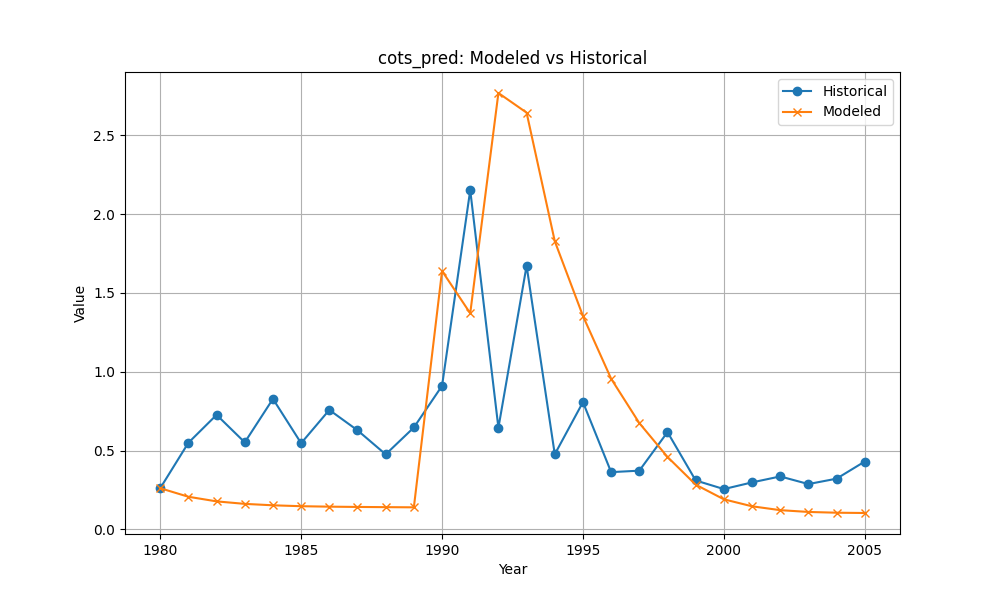 cots_pred: Modeled vs Historical
Historical
Modeled
Value
2.5
2.0
1.5
1.0
0.5
0.0
1980 1985 1990 1995 2000 2005
Year